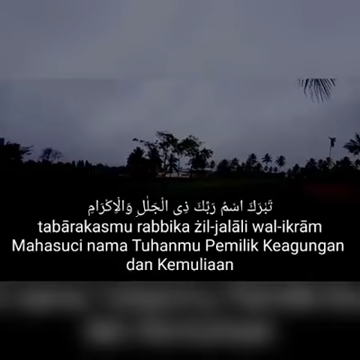 تَبٰرَكَ اسْمُ رَبِّكَ ذِى الْجَلٰلِ وَالْاِكْرَامِ
tabārakasmu rabbika żil-jalāli wal-ikrām
Mahasuci nama Tuhanmu Pemilik Keagungan
dan Kemuliaan